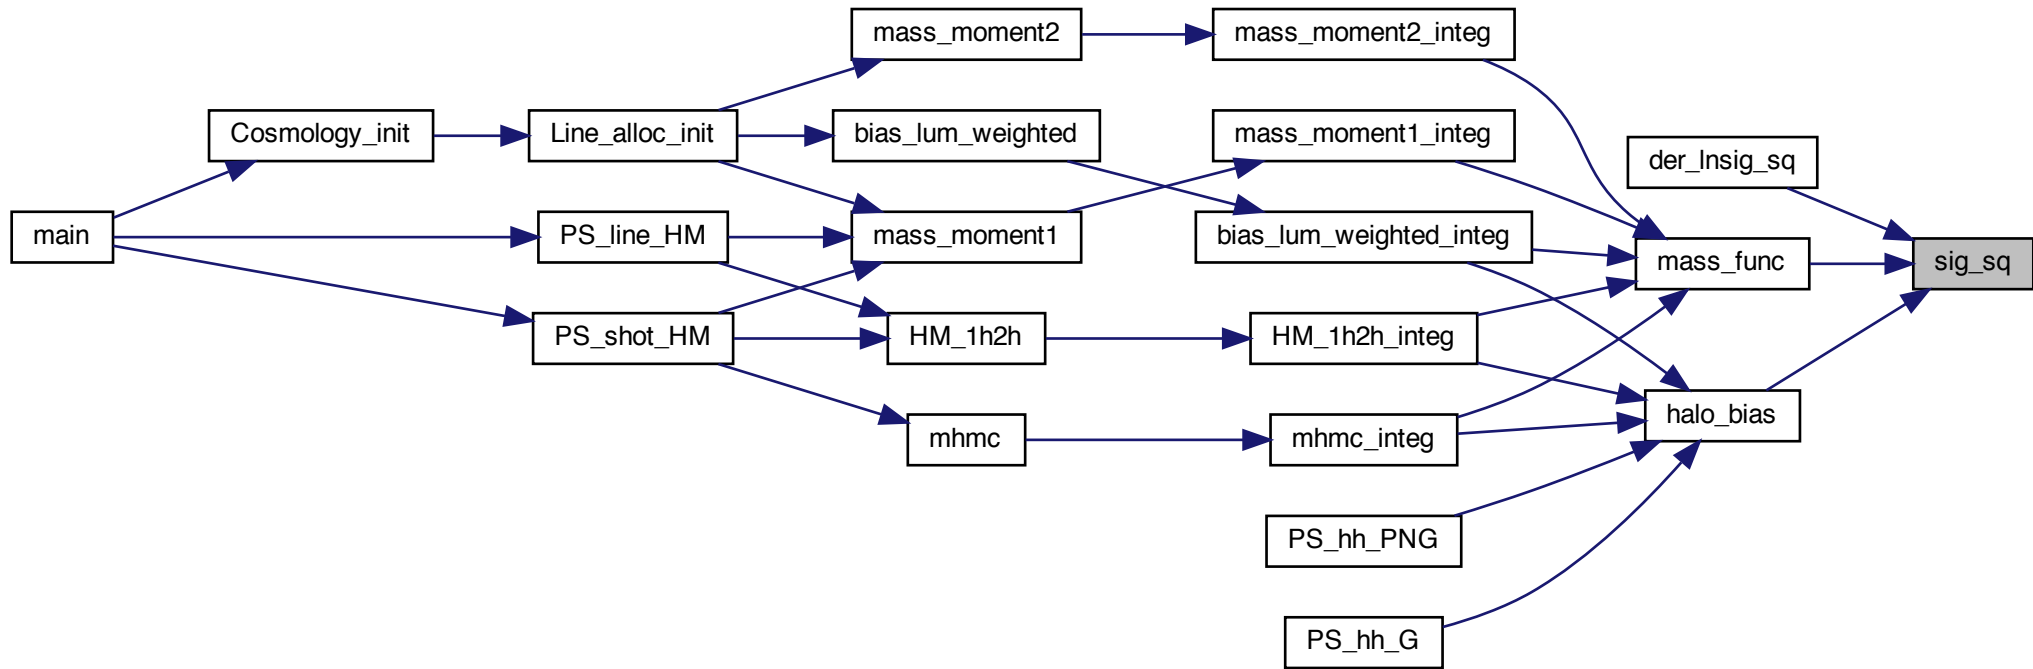 mass_moment2
mass_moment2_integ
Cosmology_init
Line_alloc_init
bias_lum_weighted
mass_moment1_integ
der_lnsig_sq
main
PS_line_HM
mass_moment1
bias_lum_weighted_integ
mass_func
sig_sq
PS_shot_HM
HM_1h2h
HM_1h2h_integ
halo_bias
mhmc
mhmc_integ
PS_hh_PNG
PS_hh_G